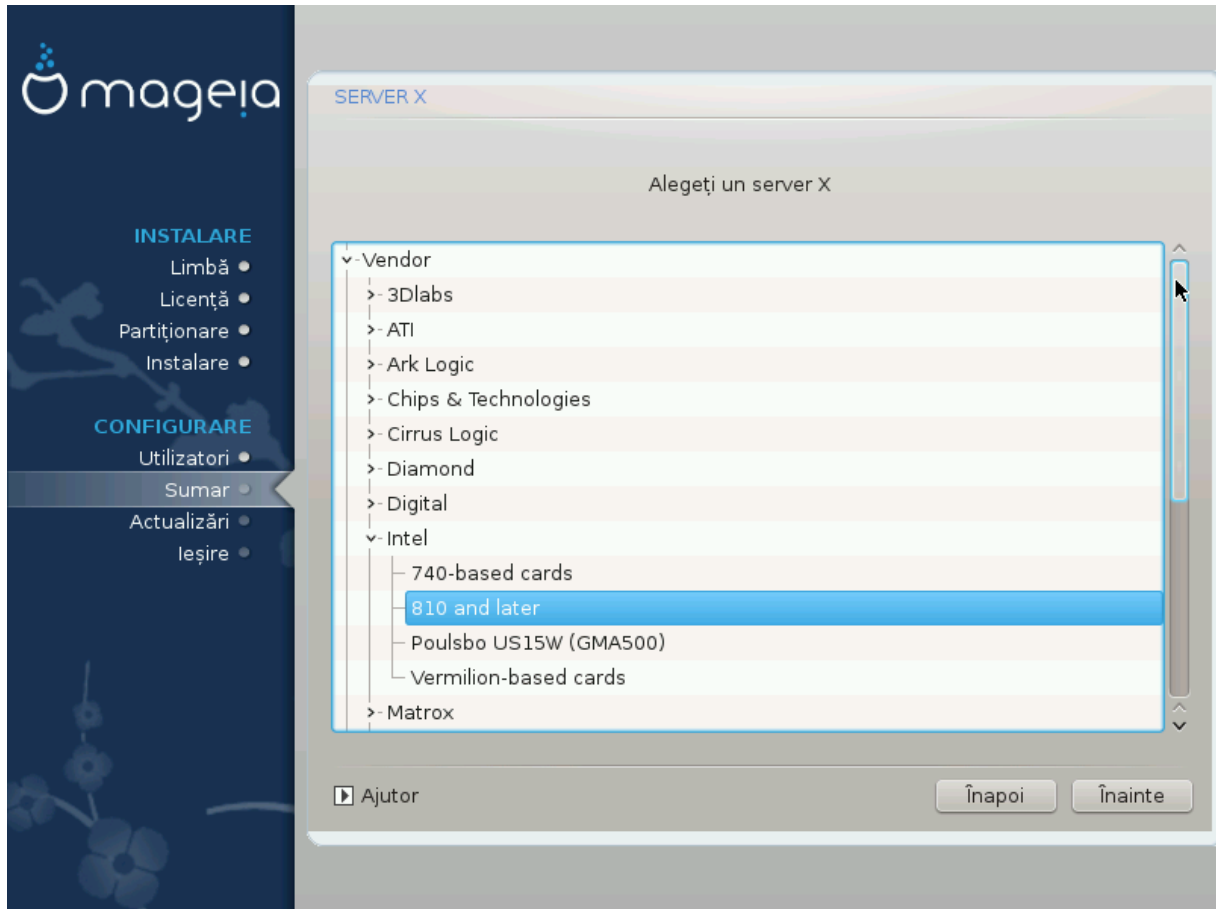 mageia
INSTALARE
Limbă
Licență
Partiționare
Instalare
CONFIGURARE
Utilizatori
Sumar
Actualizări
Ieșire
SERVER X
Alegeți un server X
Vendor
3Dlabs
ATI
Ark Logic
Chips & Technologies
Cirrus Logic
Diamond
Digital
Intel
740-based cards
810 and later
Poulsbo US15W (GMA500)
Vermilion-based cards
Matrox
Ajutor
Înapoi
Înainte